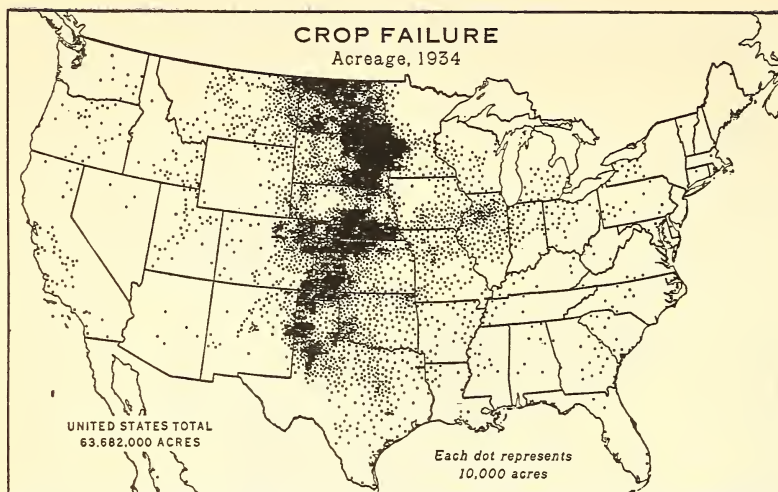 CROP FAILURE
Acreage, 1934
UNITED STATES TOTAL
63,682,000 ACRES
Each dot represents
10,000 acres